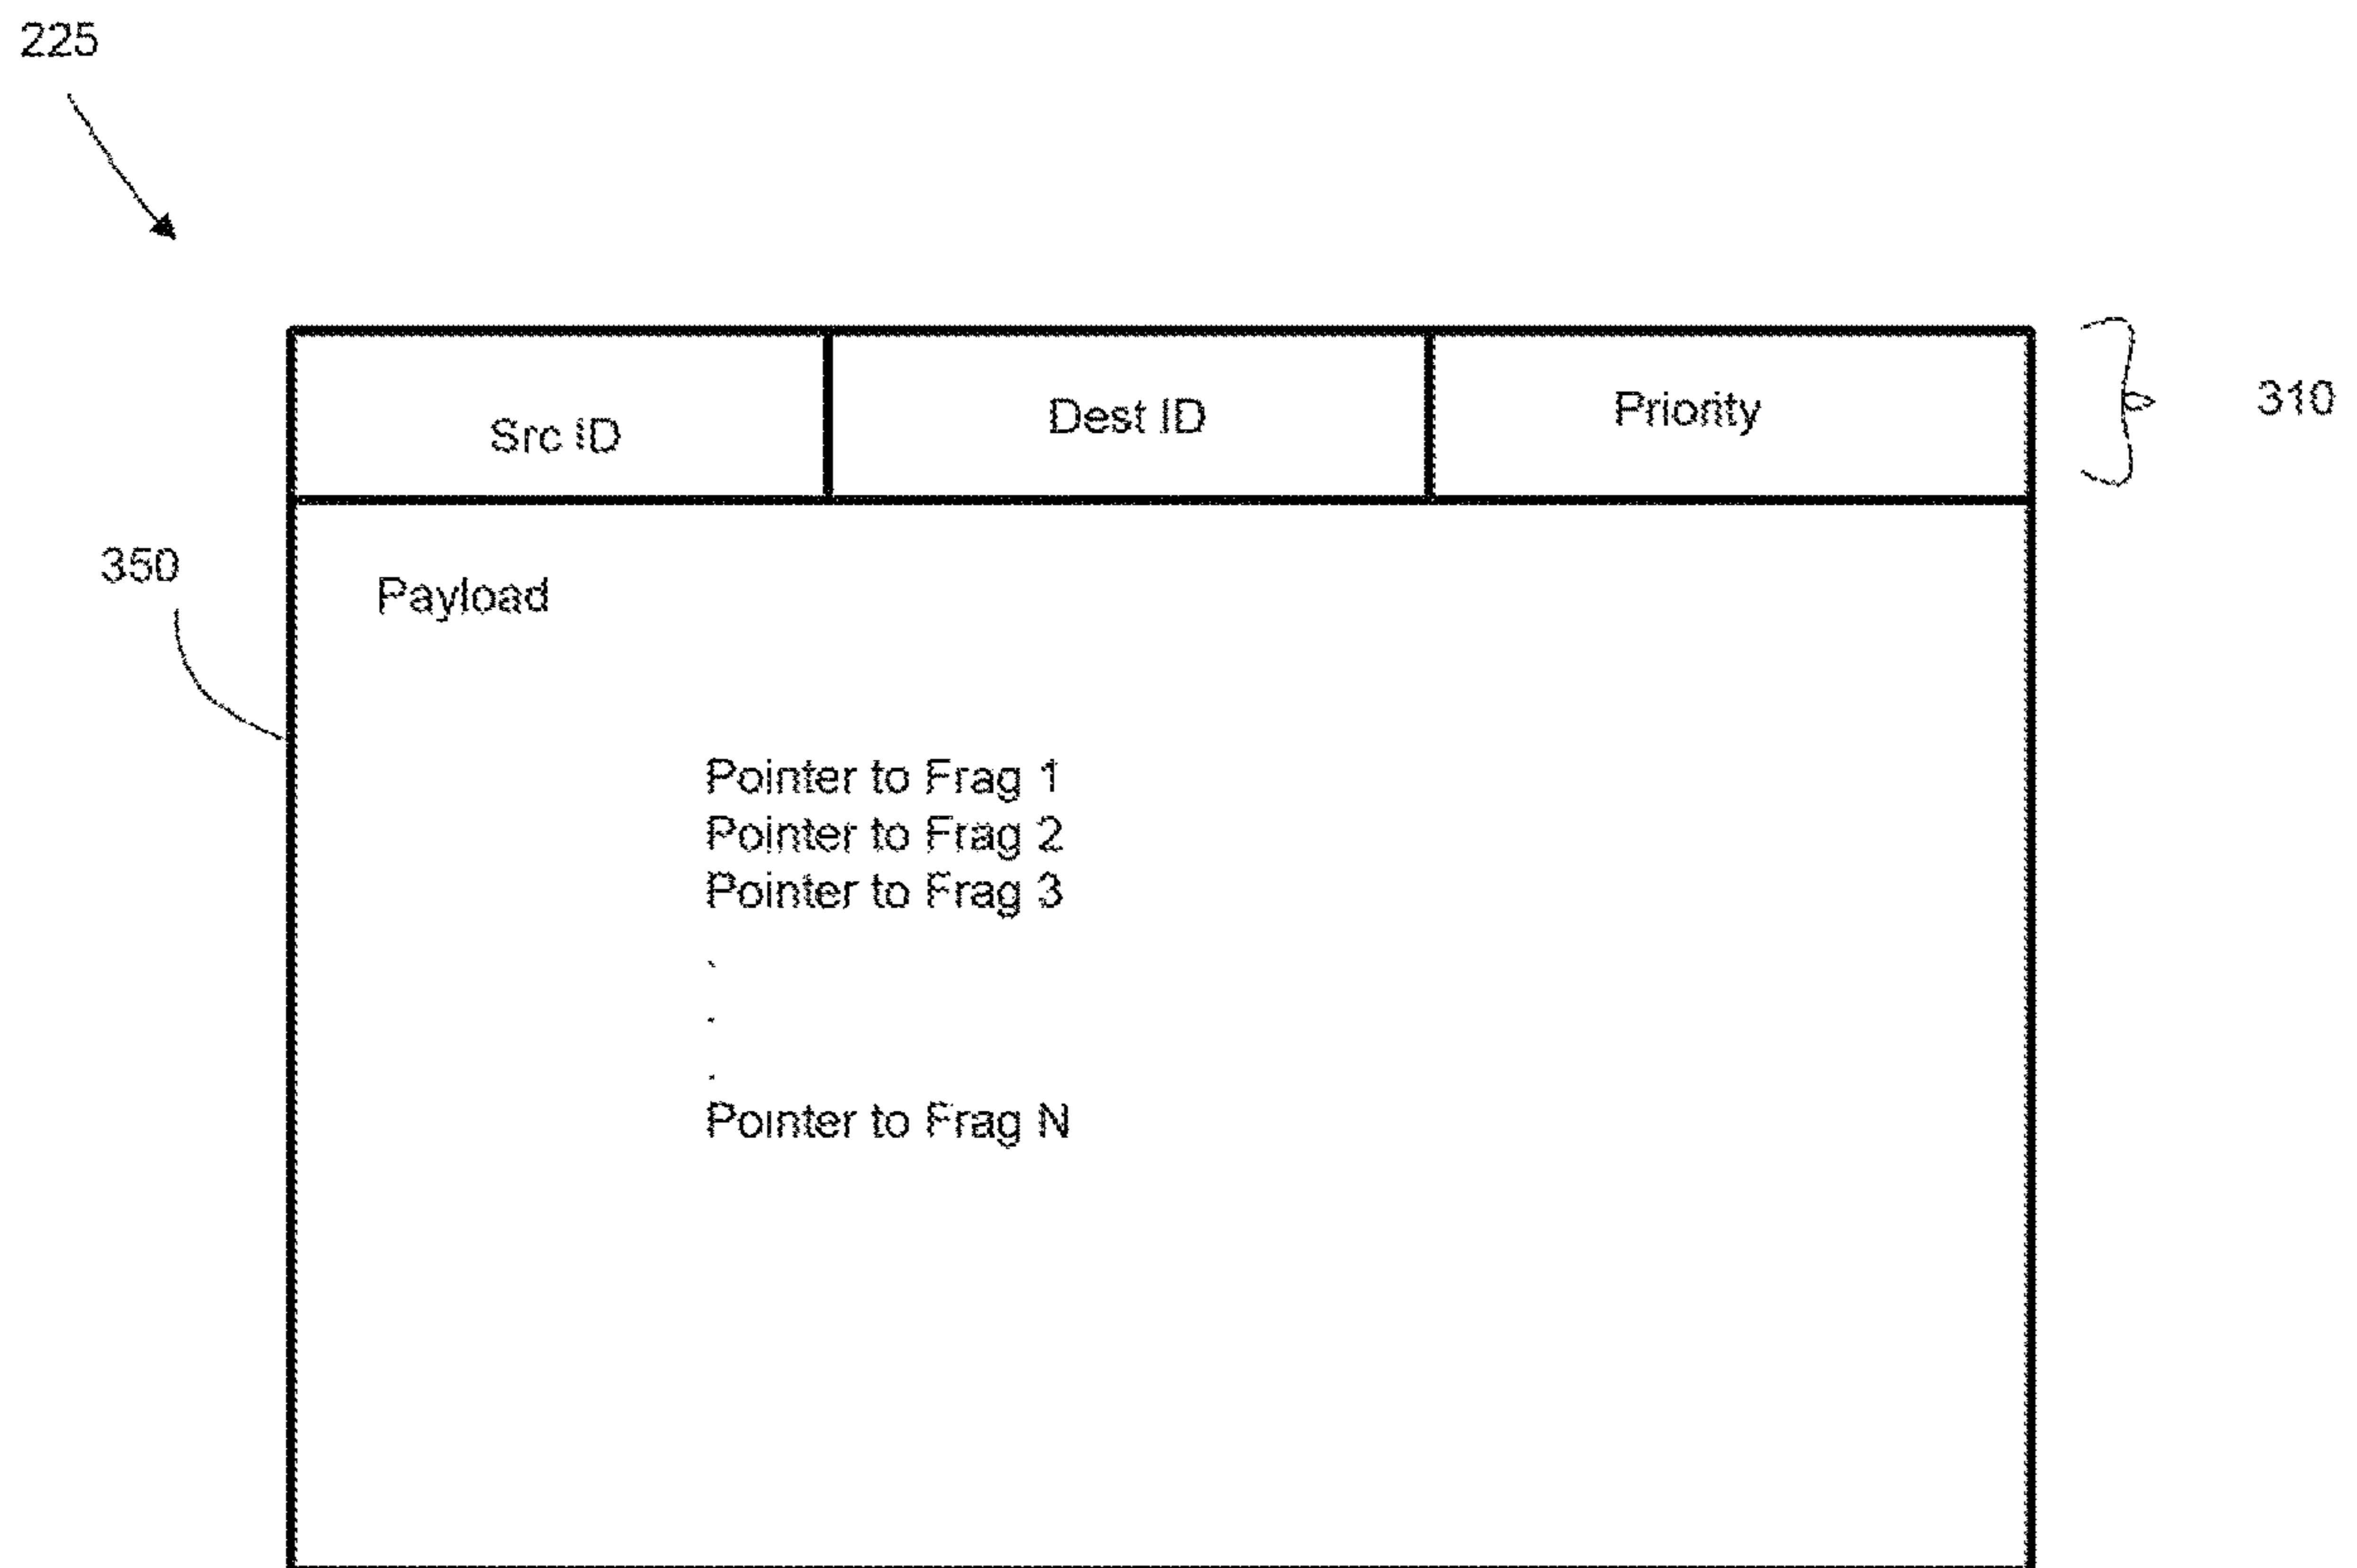 225
Src ID
Dest ID
Priority
310
350
Payload
Pointer to Frag 1
Pointer to Frag 2
Pointer to Frag 3
.
.
.
Pointer to Frag N